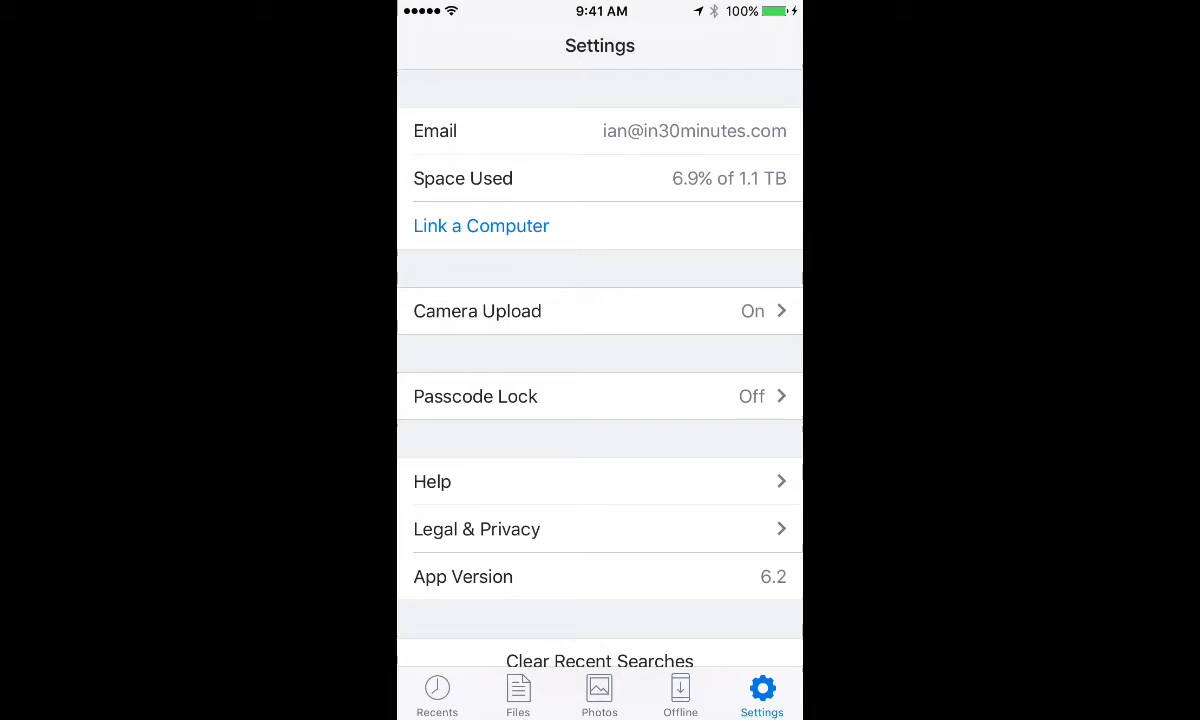 9:41 AM 100%
Settings
Email ian@in30minutes.com
Space Used 6.9% of 1.1 TB
Link a Computer
Camera Upload On
Passcode Lock Off
Help
Legal & Privacy
App Version 6.2
Clear Recent Searches
Recents Files Photos Offline Settings